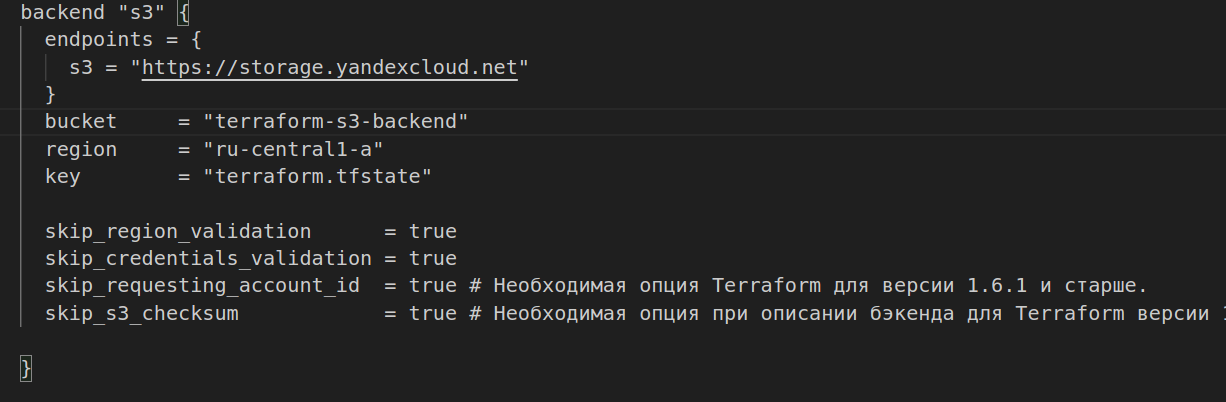 backend "s3" {
endpoints = {
s3 = "https://storage.yandexcloud.net"
}
bucket = "terraform-s3-backend"
region = "ru-central1-a"
key = "terraform.tfstate"
skip_region_validation = true
skip_credentials_validation = true
skip_requesting_account_id = true # Необходимая опция Terraform для версии 1.6.1 и старше.
skip_s3_checksum = true # Необходимая опция при описании бэкенда для Terraform версии
}